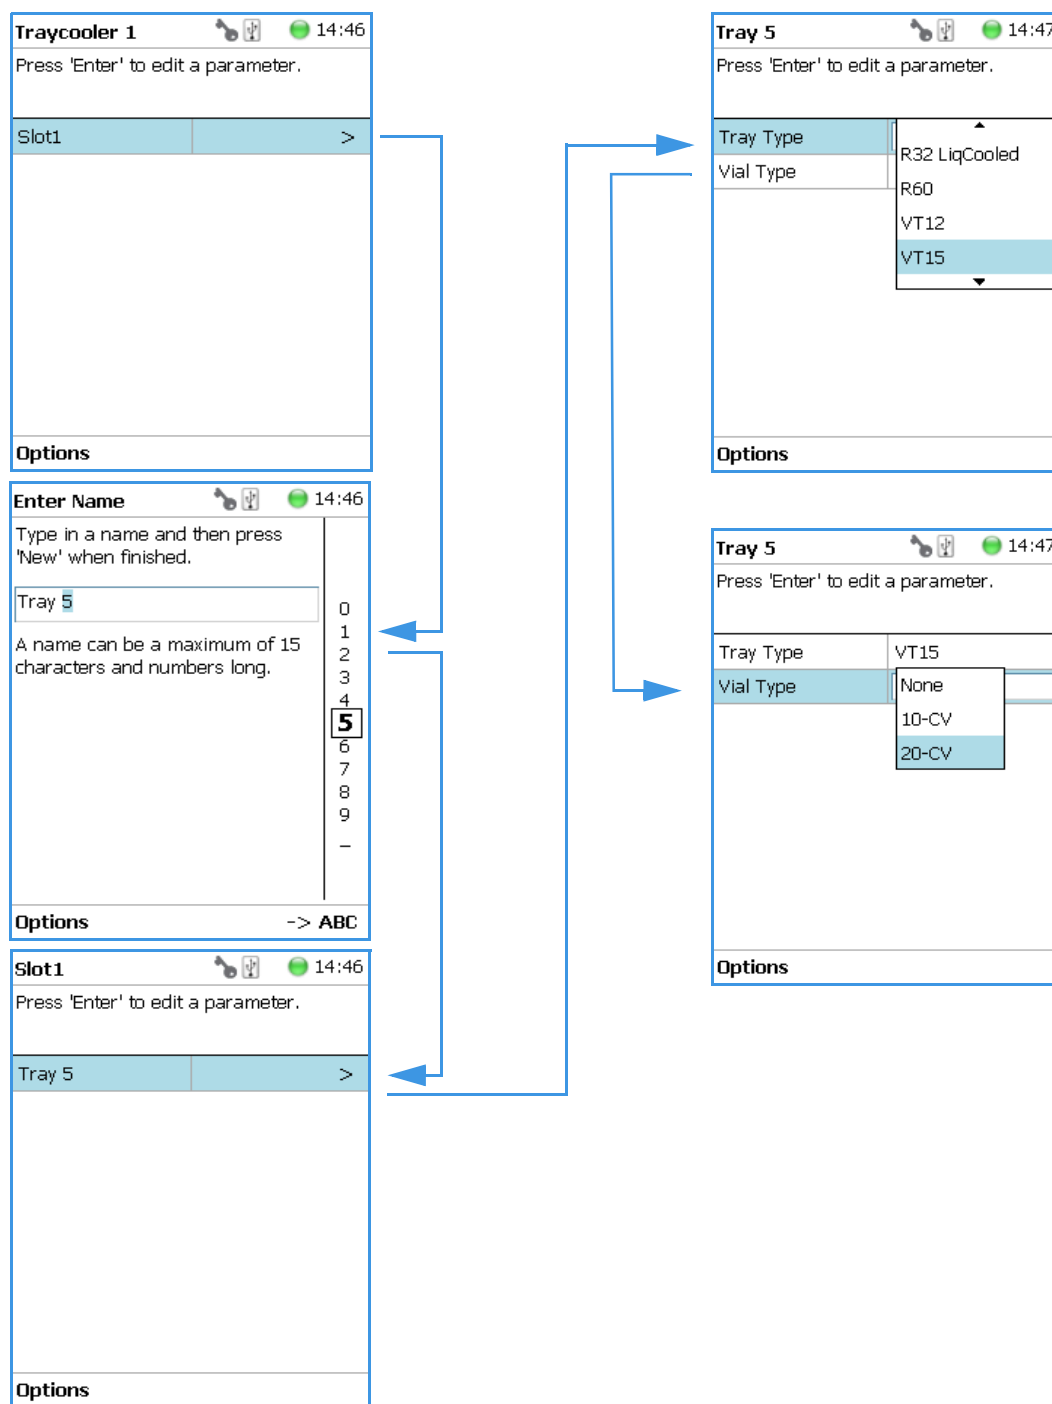 Traycooler 1 14:46
Press 'Enter' to edit a parameter.
Slot1 >
Options
Enter Name 14:46
Type in a name and then press
'New' when finished.
Tray 5
A name can be a maximum of 15
characters and numbers long.
0
1
2
3
4
5
6
7
8
9
_
Options -> ABC
Slot1 14:46
Press 'Enter' to edit a parameter.
Tray 5 >
Options
Tray 5 14:47
Press 'Enter' to edit a parameter.
Tray Type
Vial Type
R32 LiqCooled
R60
VT12
VT15
Options
Tray 5 14:47
Press 'Enter' to edit a parameter.
Tray Type VT15
Vial Type
None
10-CV
20-CV
Options